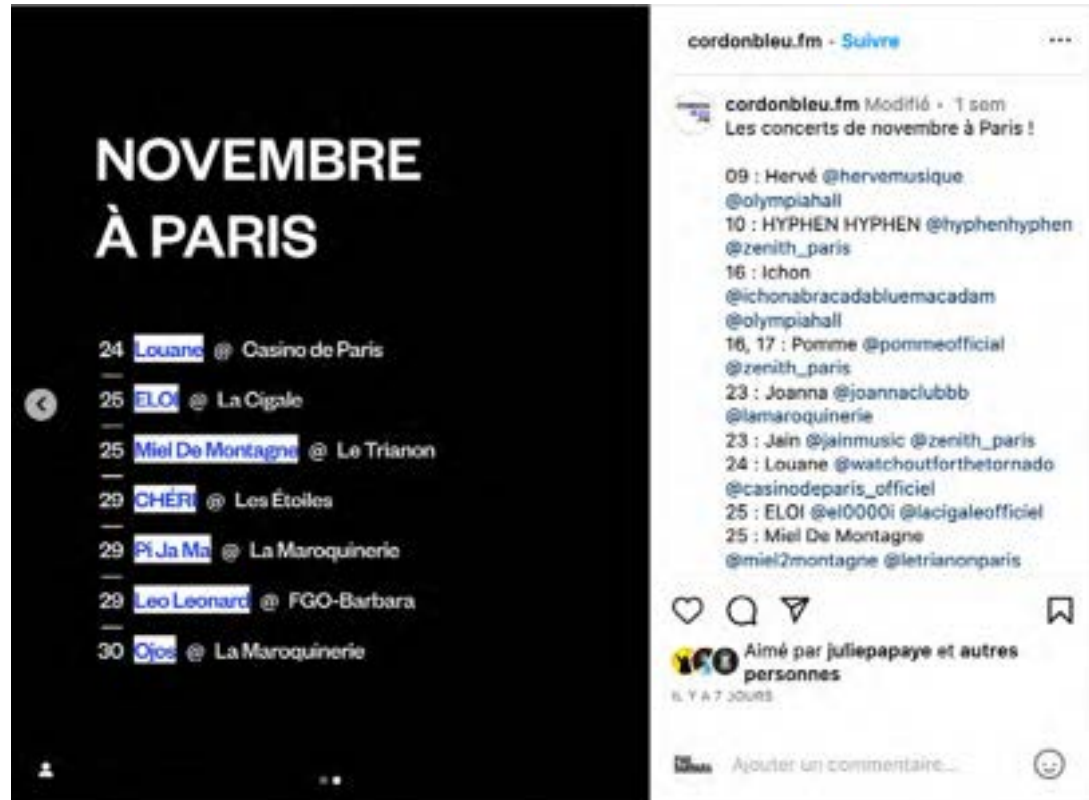 NOVEMBRE
À PARIS
24 Louane @ Casino de Paris
25 ELOI @ La Cigale
25 Miel De Montagne @ Le Trianon
29 CHÉRI @ Les Étoiles
29 Pi Ja Ma @ La Maroquinerie
29 Leo Leonard @ FGO-Barbara
30 Ojos @ La Maroquinerie
cordonbleu.fm • Suivre
cordonbleu.fm Modifié • 1 sem
Les concerts de novembre à Paris !
09 : Hervé @hervemusique
@olympiahall
10 : HYPHEN HYPHEN @hyphenhyphen
@zenith_paris
16 : Ichon
@ichonabracadabluemacadam
@olympiahall
16, 17 : Pomme @pommeofficial
@zenith_paris
23 : Joanna @joannaclubbb
@lamaroquinerie
23 : Jain @jainmusic @zenith_paris
24 : Louane @watchoutforthetornado
@casinodeparis_officiel
25 : ELOI @el0000i @lacigaleofficiel
25 : Miel De Montagne
@miel2montagne @letrianonparis
Aimé par juliepapaye et autres
personnes
IL Y A 7 JOURS
Ajouter un commentaire...